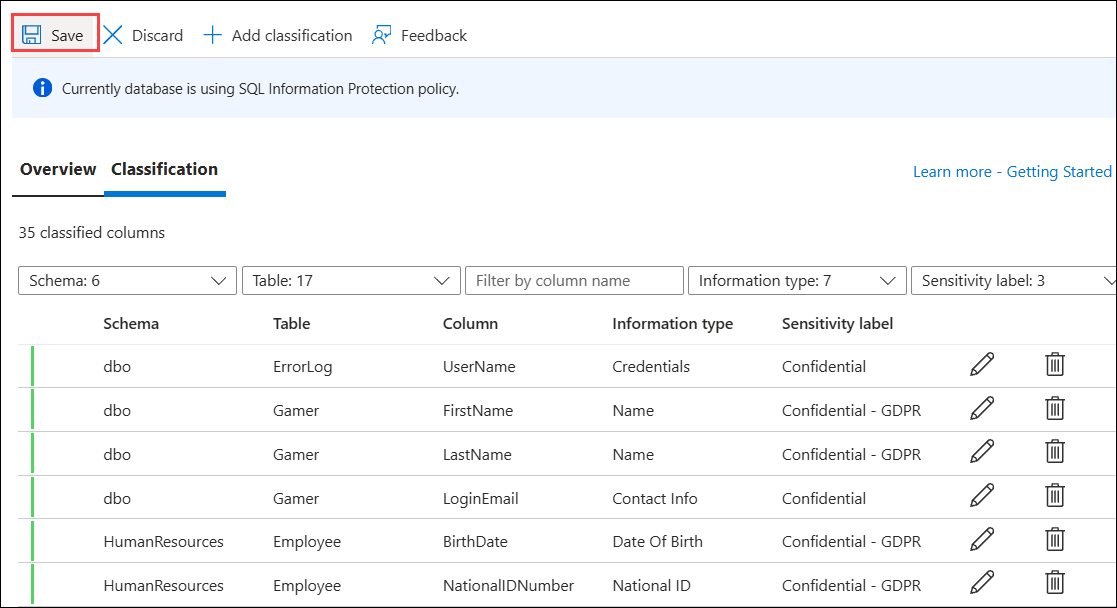 Save Discard Add classification Feedback
Currently database is using SQL Information Protection policy.
Overview Classification Learn more - Getting Started
35 classified columns
Schema: 6 Table: 17 Filter by column name Information type: 7 Sensitivity label: 3
Schema Table Column Information type Sensitivity label
dbo ErrorLog UserName Credentials Confidential
dbo Gamer FirstName Name Confidential - GDPR
dbo Gamer LastName Name Confidential - GDPR
dbo Gamer LoginEmail Contact Info Confidential
HumanResources Employee BirthDate Date Of Birth Confidential - GDPR
HumanResources Employee NationalIDNumber National ID Confidential - GDPR